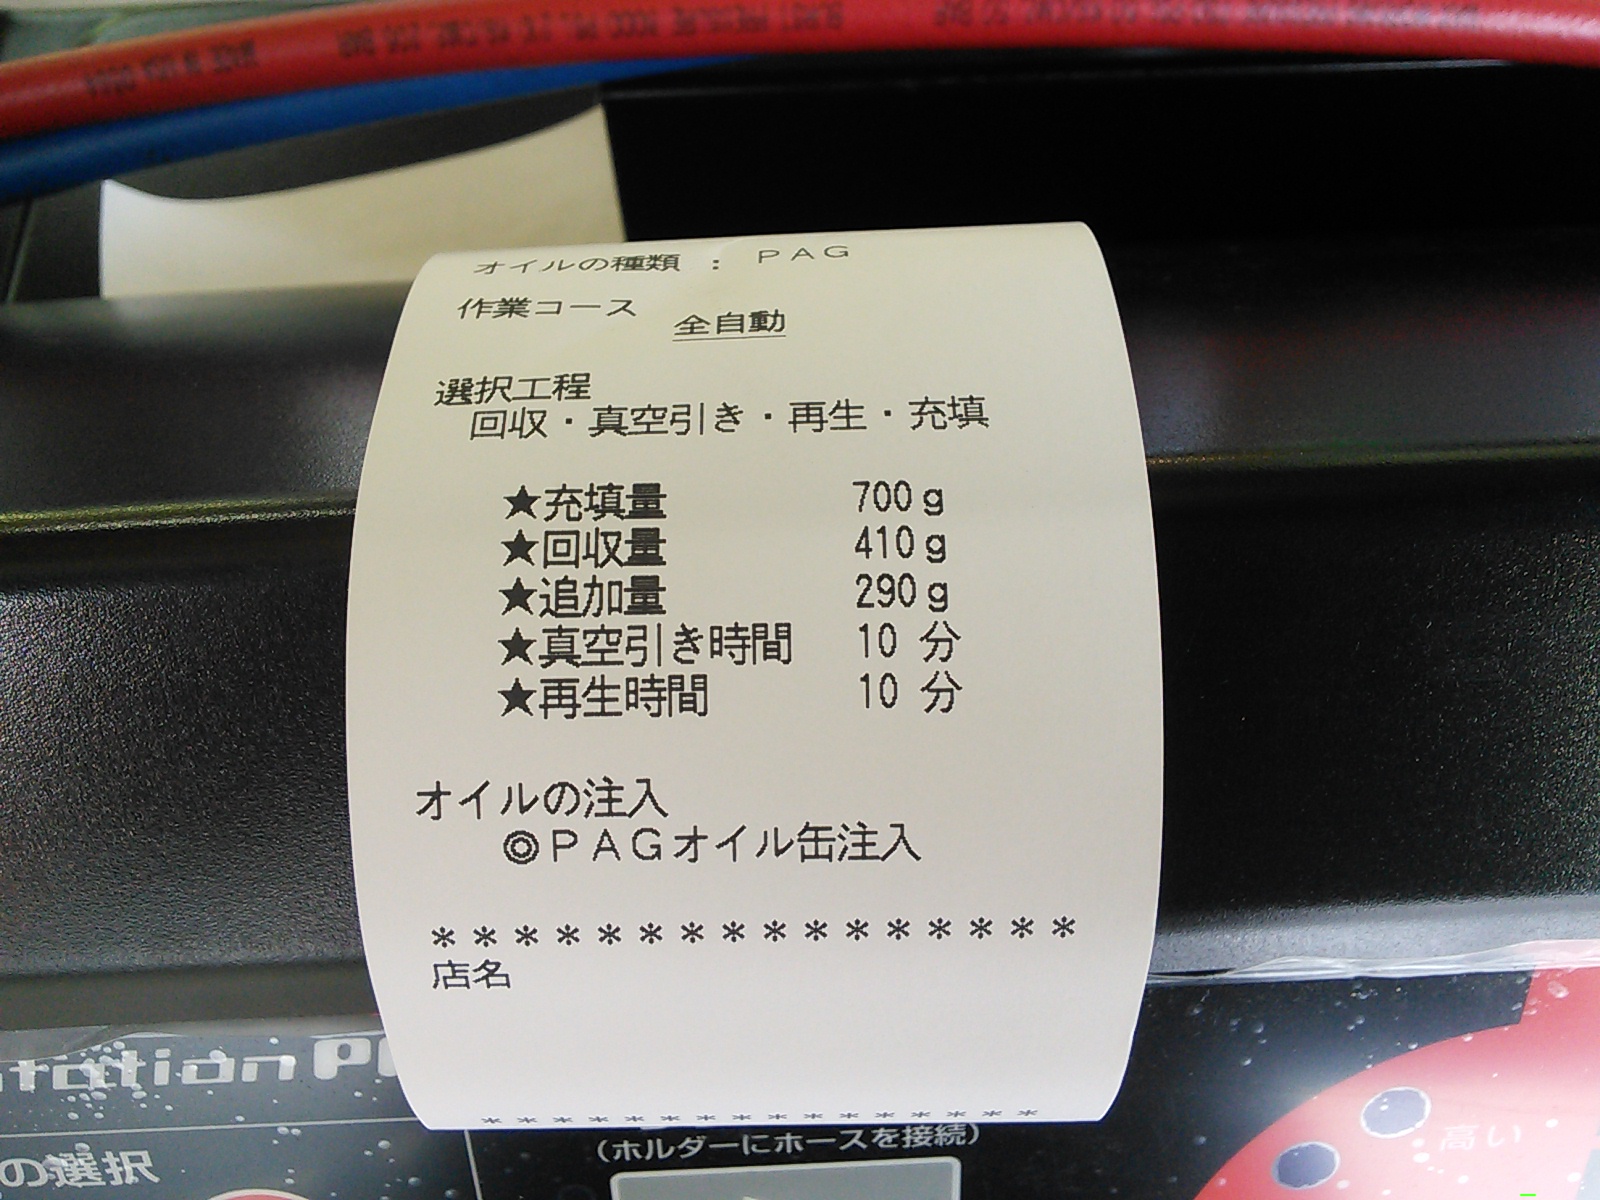 オイルの種類 : PAG
作業コース
全自動
選択工程
回収・真空引き・再生・充填
★充填量 700g
★回収量 410g
★追加量 290g
★真空引き時間 10 分
★再生時間 10 分
オイルの注入
◎PAGオイル缶注入
****************
店名
****************
tation Pl
(ホルダーにホースを接続)
の選択
高い